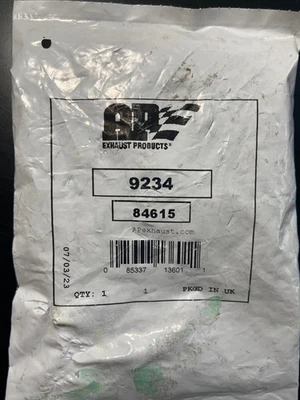 AP
EXHAUST PRODUCTS®
9234
84615
APexhaust.com
0 85337 13601 1
QTY: 1 1 PKGD IN UK
07/03/23